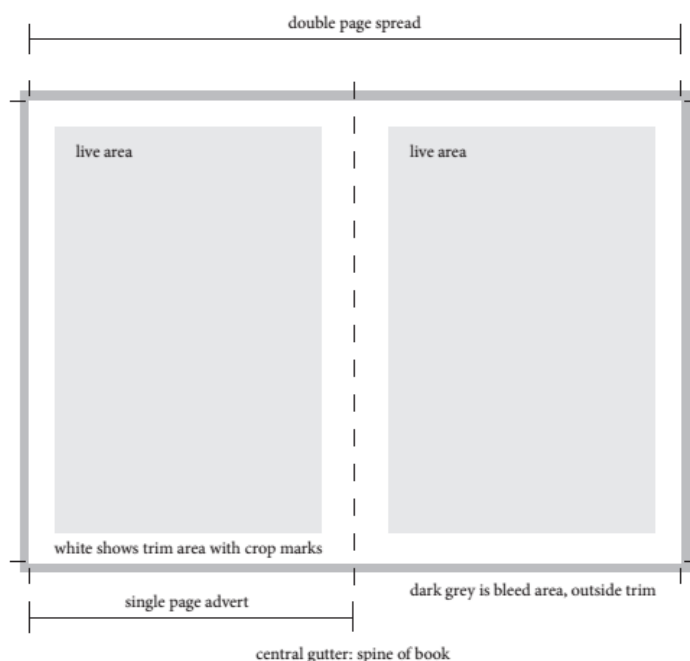 double page spread
live area
live area
white shows trim area with crop marks
dark grey is bleed area, outside trim
single page advert
central gutter: spine of book